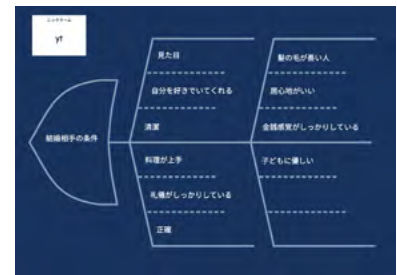 ニックネーム
yt
見た目
自分を好きでいてくれる
清潔
髪の毛が長い人
居心地がいい
金銭感覚がしっかりしている
結婚相手の条件
料理が上手
礼儀がしっかりしている
正確
子どもに優しい